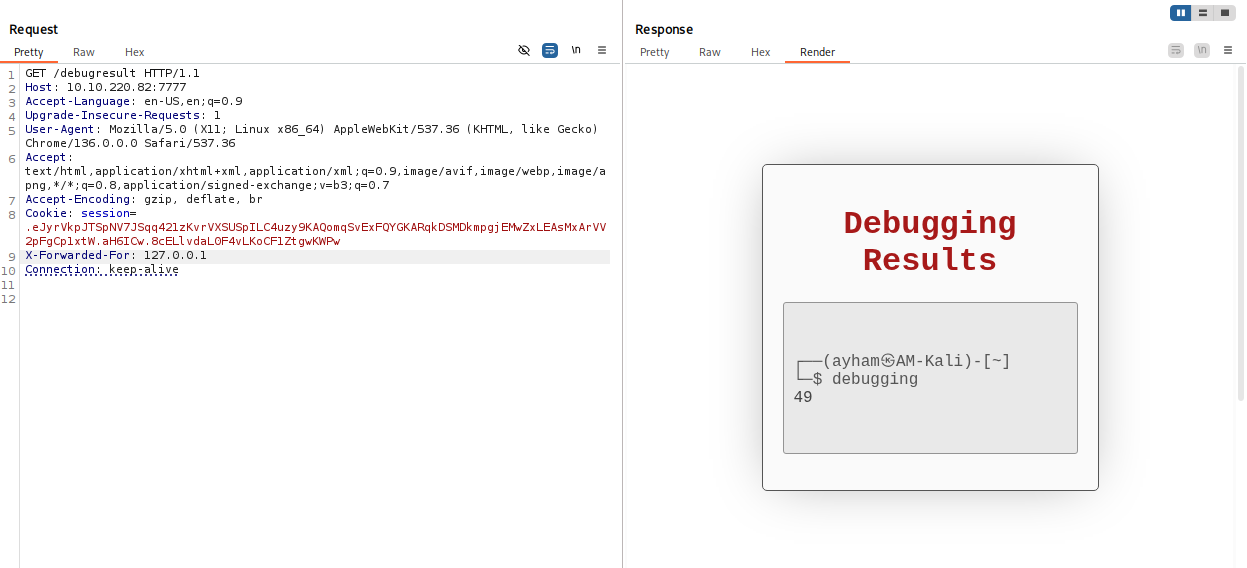 Request
Pretty Raw Hex
\n
1 GET /debugresult HTTP/1.1
2 Host: 10.10.220.82:7777
3 Accept-Language: en-US,en;q=0.9
4 Upgrade-Insecure-Requests: 1
5 User-Agent: Mozilla/5.0 (X11; Linux x86_64) AppleWebKit/537.36 (KHTML, like Gecko)
Chrome/136.0.0.0 Safari/537.36
6 Accept:
text/html,application/xhtml+xml,application/xml;q=0.9,image/avif,image/webp,image/a
png,*/*;q=0.8,application/signed-exchange;v=b3;q=0.7
7 Accept-Encoding: gzip, deflate, br
8 Cookie: session=
9 X-Forwarded-For: 127.0.0.1
10 Connection: keep-alive
11
12
Response
Pretty Raw Hex Render
\n
Debugging
Results
┌──(ayham㉿AM-Kali)-[~]
└─$ debugging
49